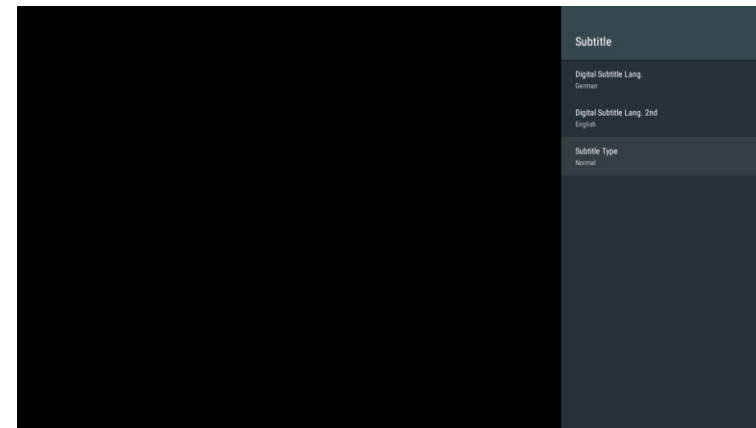 Subtitle
Digital Subtitle Lang.
German
Digital Subtitle Lang. 2nd
English
Subtitle Type
Normal